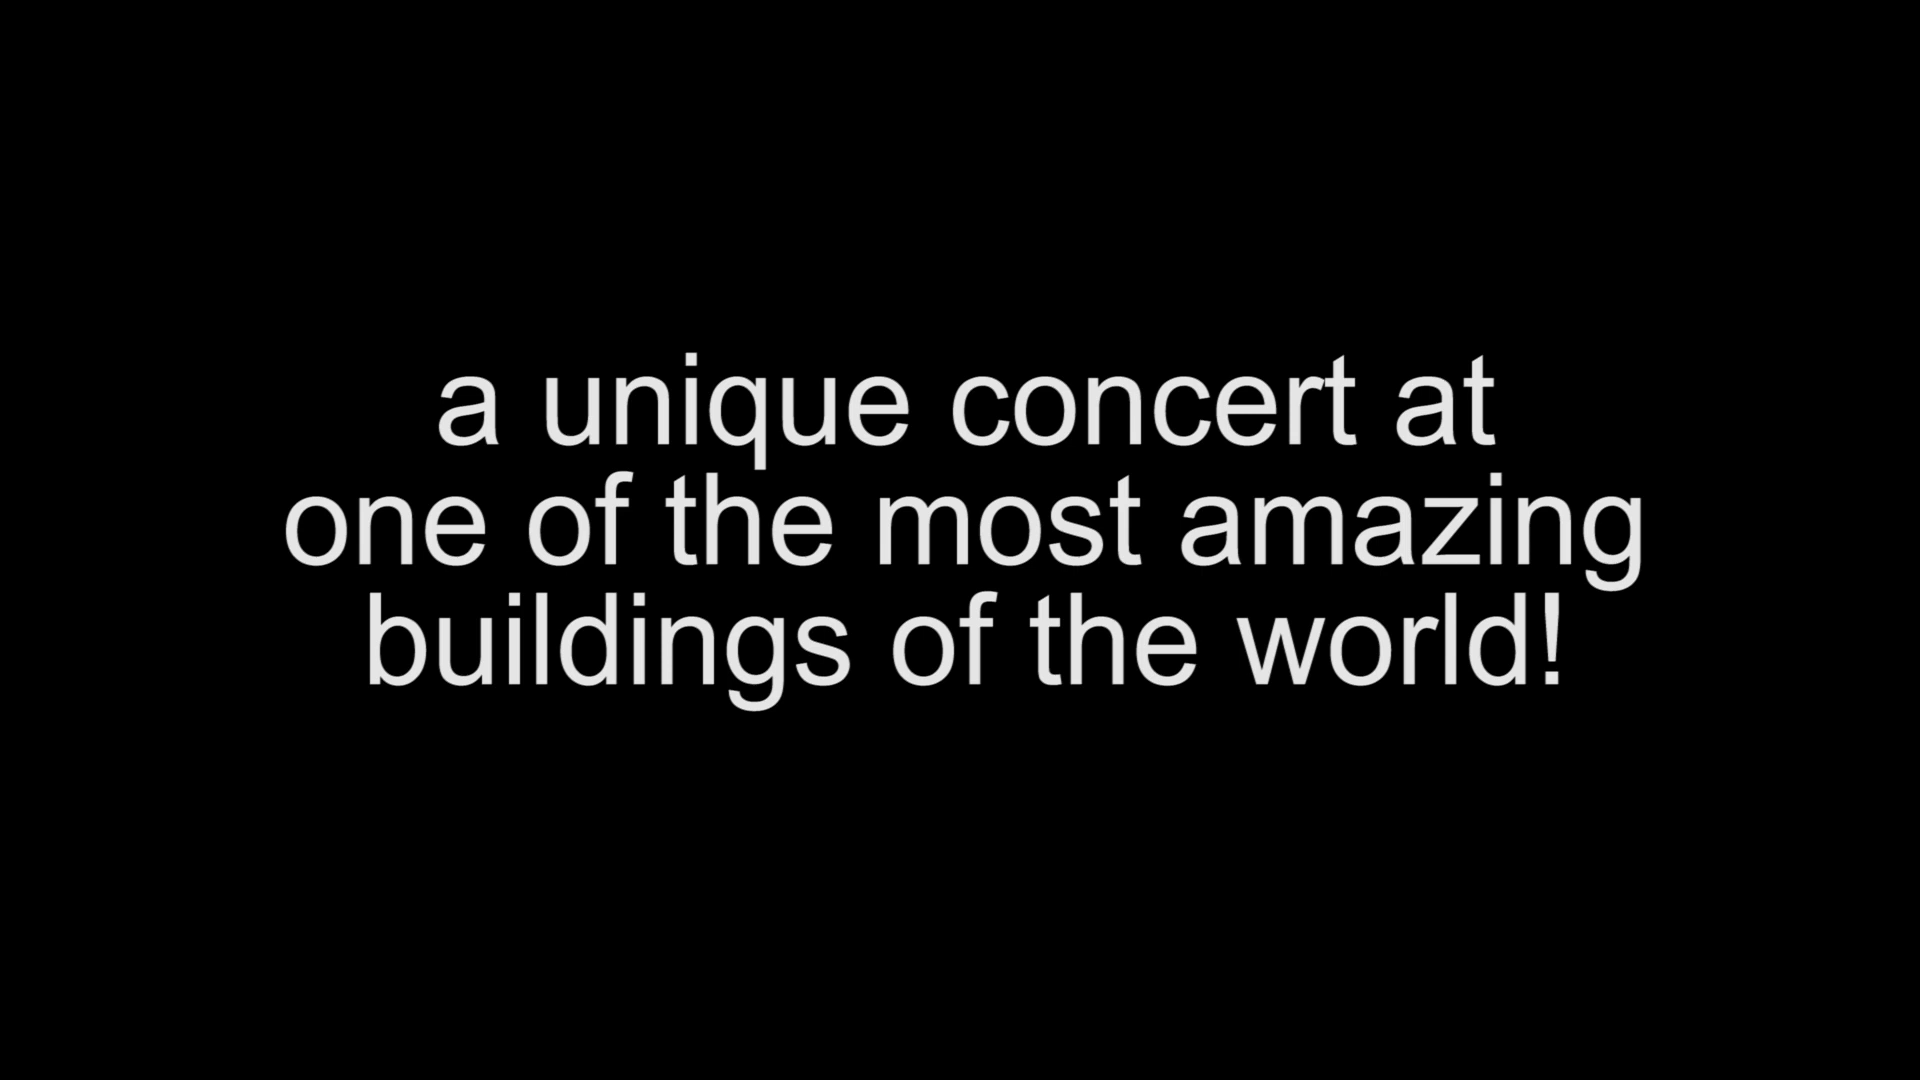 a unique concert at
one of the most amazing
buildings of the world!